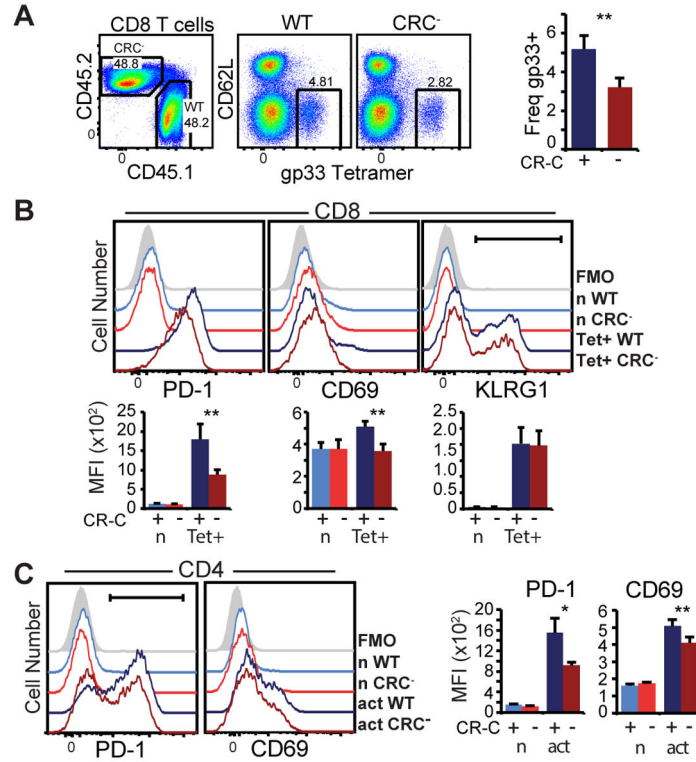 A
CD8 T cells
WT
CRC-
**
CRC-
48.8
WT
48.2
4.81
2.82
CD45.2
CD62L
0
0
0
0
CD45.1
gp33 Tetramer
Freq gp33+
6
4
2
0
CR-C + -
B
CD8
Cell Number
FMO
n WT
n CRC-
Tet+ WT
Tet+ CRC-
0
0
0
PD-1
CD69
KLRG1
MFI (x10²)
25
20
15
10
5
0
**
6
4
2
0
**
2.5
2.0
1.5
1.0
.5
0
CR-C + - + - + - + - + - + -
n Tet+ n Tet+ n Tet+
C
CD4
Cell Number
FMO
n WT
n CRC-
act WT
act CRC-
0
0
PD-1
CD69
PD-1
CD69
MFI (x10²)
20
16
12
8
4
0
*
6
5
4
3
2
1
0
**
CR-C + - + - + - + -
n act n act